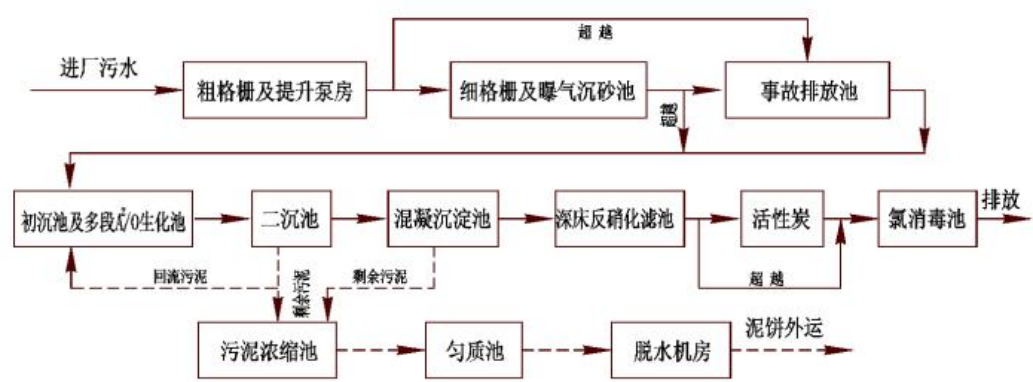 超越
进厂污水
粗格栅及提升泵房
细格栅及曝气沉砂池
超越
事故排放池
初沉池及多段A/O生化池
二沉池
混凝沉淀池
深床反硝化滤池
活性炭
氯消毒池
排放
回流污泥
剩余污泥
剩余污泥
超越
污泥浓缩池
匀质池
脱水机房
泥饼外运